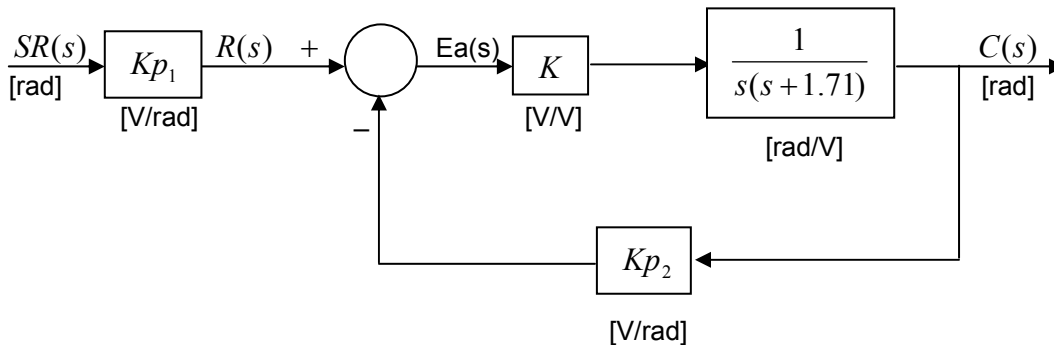 SR(s)
[rad]
Kp₁
[V/rad]
R(s)
+
−
Ea(s)
K
[V/V]
1
s(s+1.71)
[rad/V]
C(s)
[rad]
Kp₂
[V/rad]